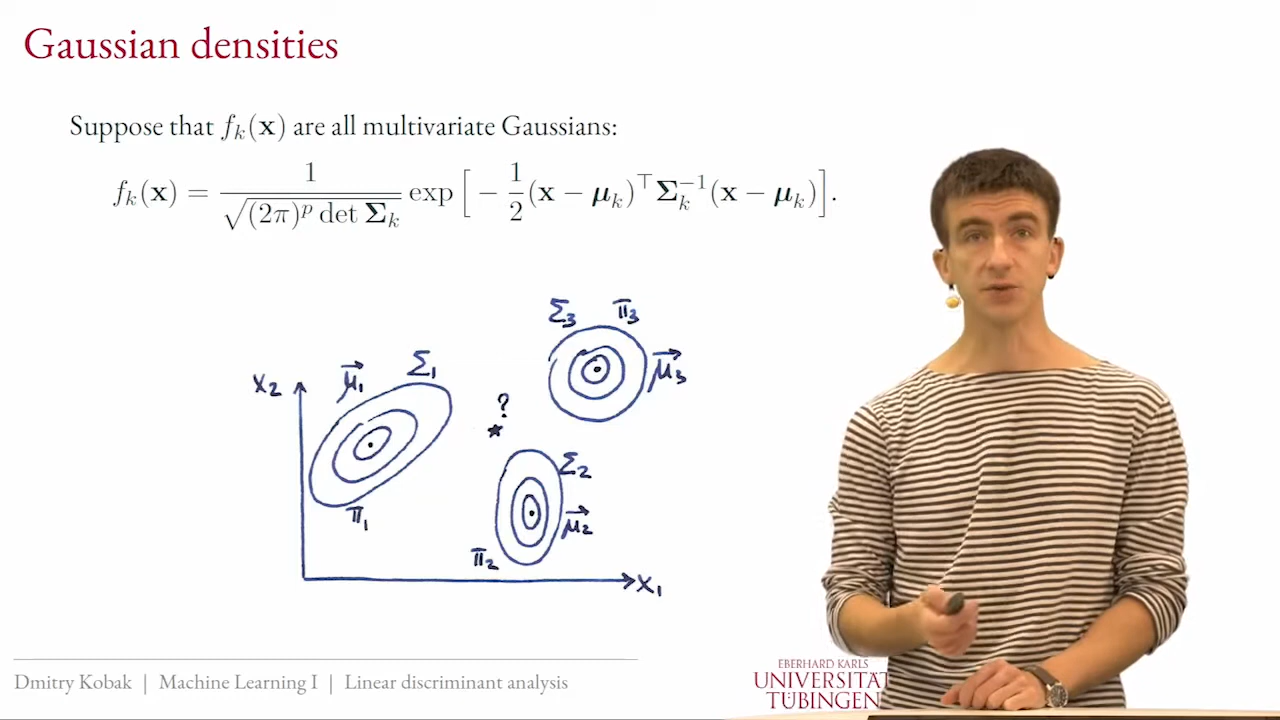 Gaussian densities
Suppose that f_k(𝐱) are all multivariate Gaussians:
f_k(𝐱) = 1 / √((2π)^p det 𝚺_k) exp [ − 1/2 (𝐱 − 𝝁_k)^⊤ 𝚺_k^{−1} (𝐱 − 𝝁_k) ].
Σ₃ π₃
μ⃗₃
μ⃗₁ Σ₁
x₂
?
Σ₂
μ⃗₂
π₁
π₂
x₁
Dmitry Kobak | Machine Learning I | Linear discriminant analysis
EBERHARD KARLS
UNIVERSITÄT
TÜBINGEN